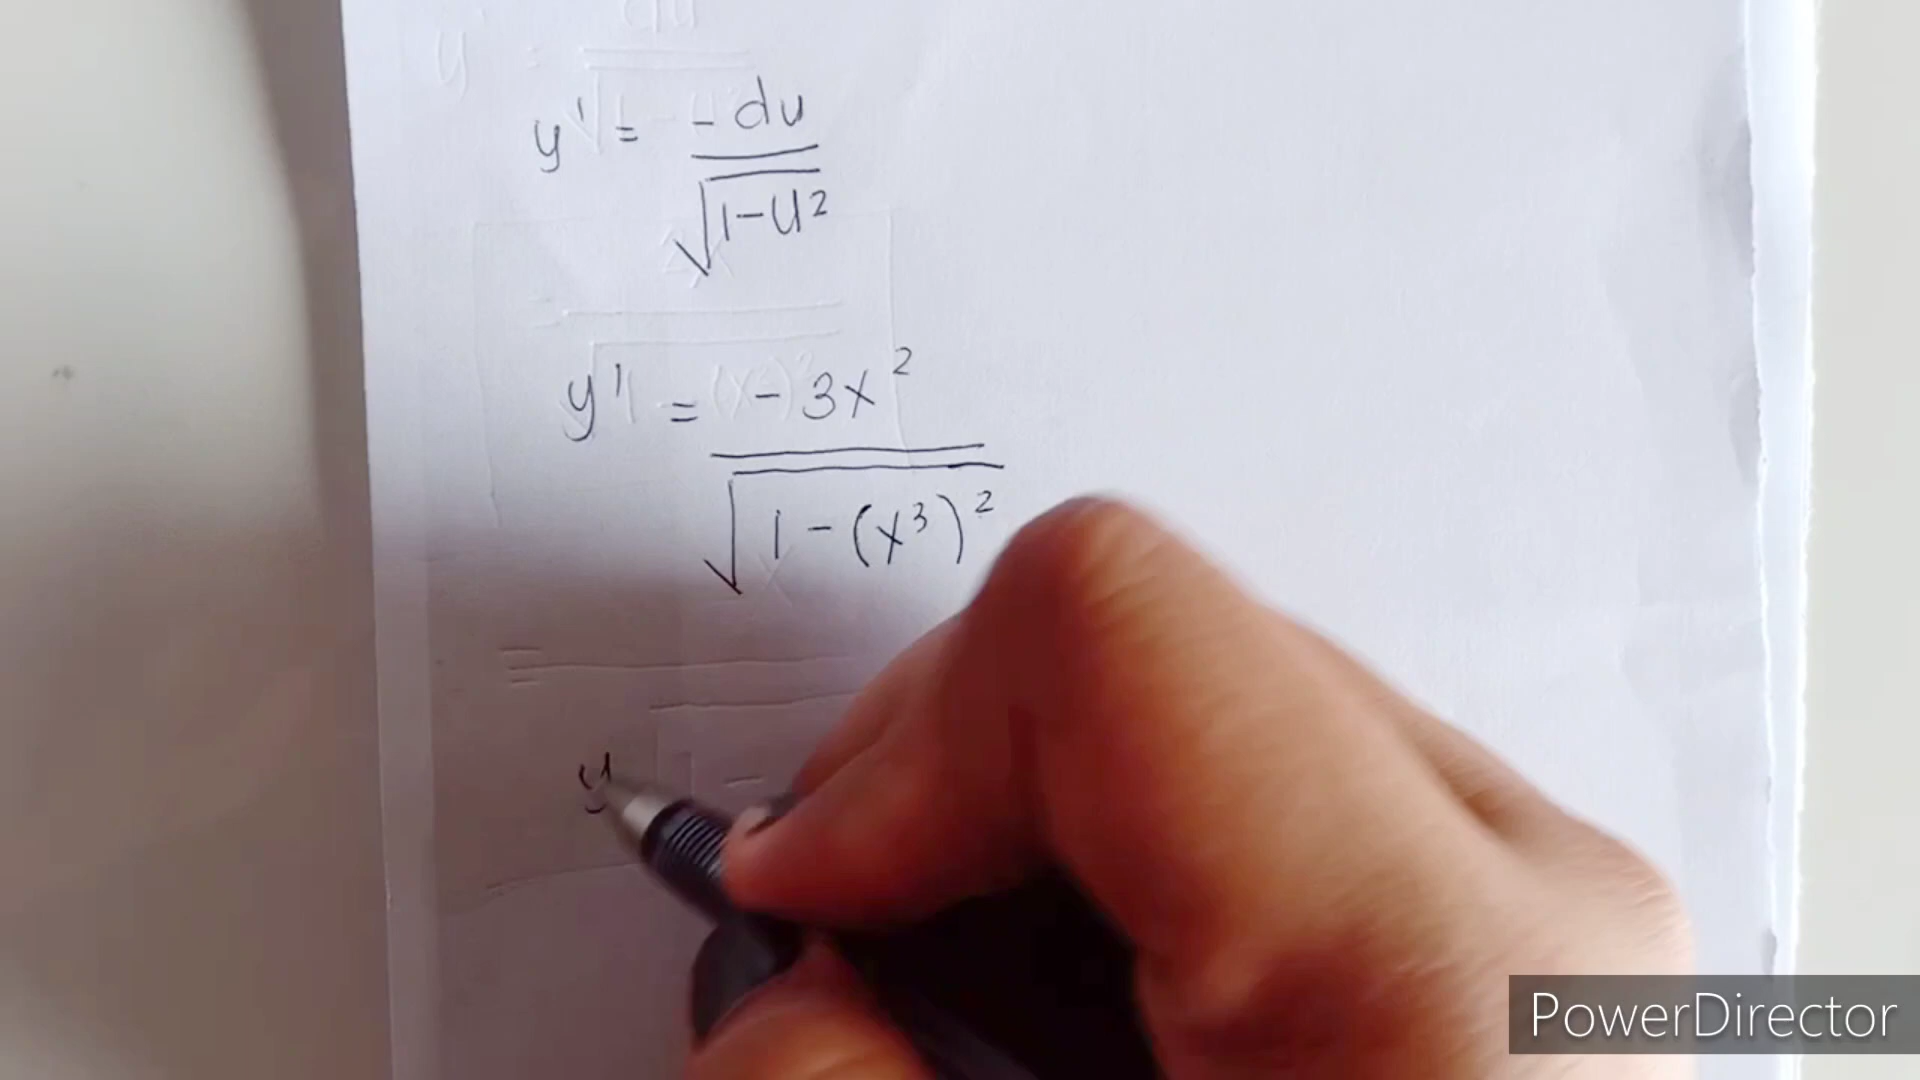 y' = -du
√1-u²
y' = -3x²
√1-(x³)²
y
PowerDirector